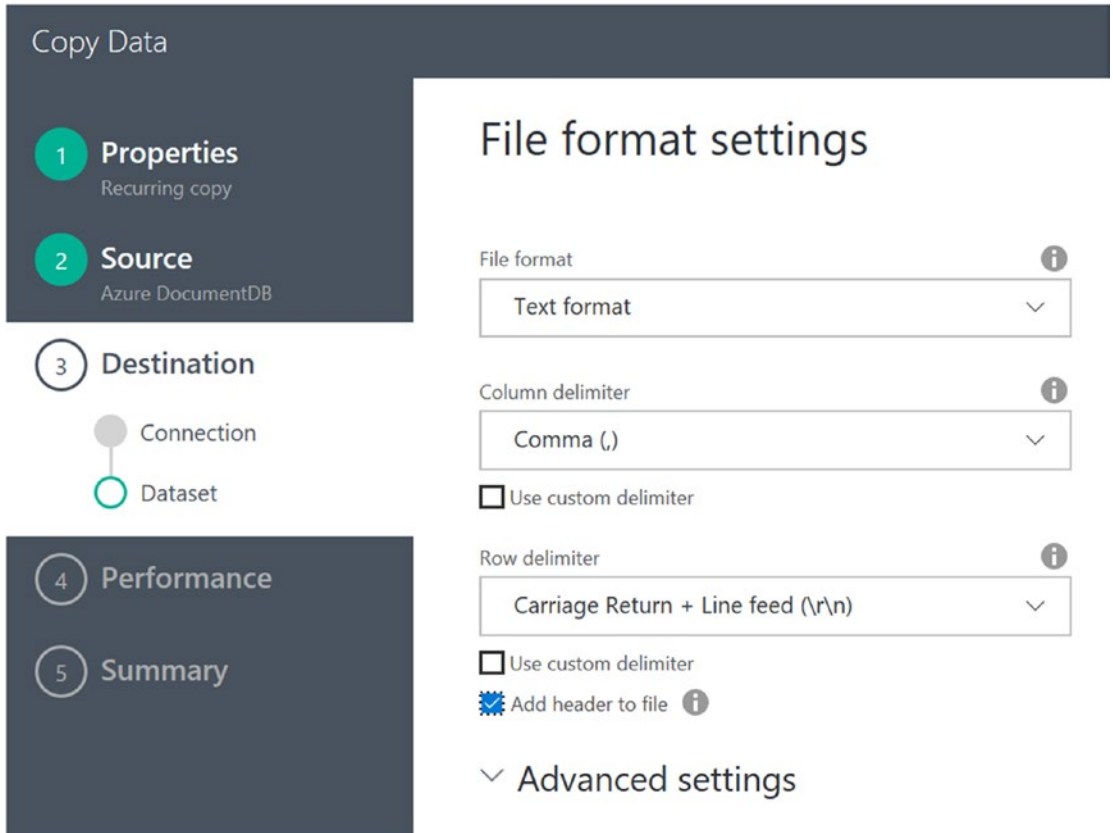 Copy Data
1 Properties
Recurring copy
2 Source
Azure DocumentDB
3 Destination
Connection
Dataset
4 Performance
5 Summary
File format settings
File format
Text format
Column delimiter
Comma (,)
Use custom delimiter
Row delimiter
Carriage Return + Line feed (\r\n)
Use custom delimiter
Add header to file
Advanced settings